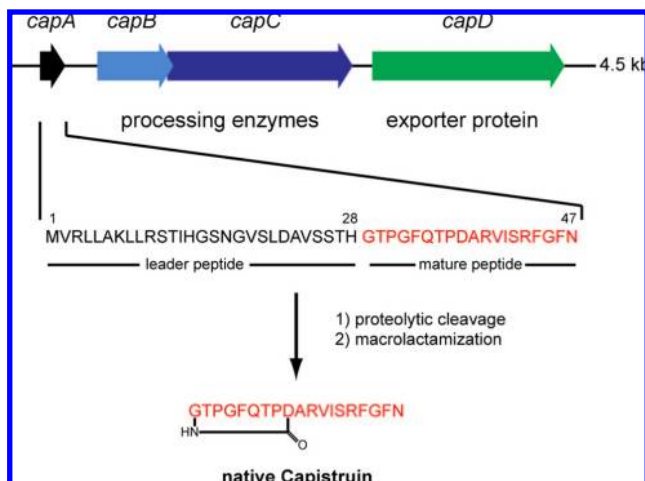 capA capB capC capD
4.5 kb
processing enzymes exporter protein
1 28 47
MVRLLAKLLRSTIHGSNGVSLDAVSSTH GTPGFQTPDARVISRFGFN
leader peptide mature peptide
1) proteolytic cleavage
2) macrolactamization
GTPGFQTPDARVISRFGFN
HN O
native Capistruin